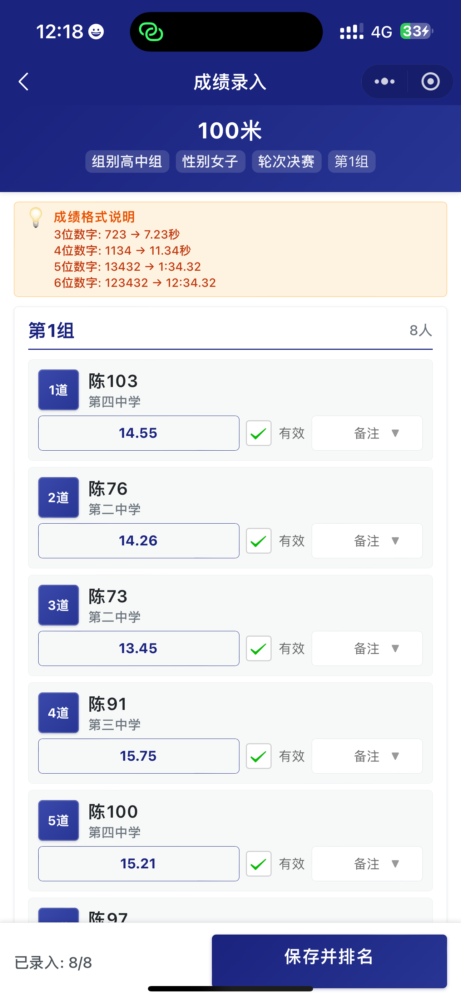 12:18
4G
33
成绩录入
100米
组别高中组 性别女子 轮次决赛 第1组
成绩格式说明
3位数字: 723 → 7.23秒
4位数字: 1134 → 11.34秒
5位数字: 13432 → 1:34.32
6位数字: 123432 → 12:34.32
第1组 8人
1道 陈103
第四中学
14.55 有效 备注
2道 陈76
第二中学
14.26 有效 备注
3道 陈73
第二中学
13.45 有效 备注
4道 陈91
第三中学
15.75 有效 备注
5道 陈100
第四中学
15.21 有效 备注
陈97
已录入: 8/8 保存并排名